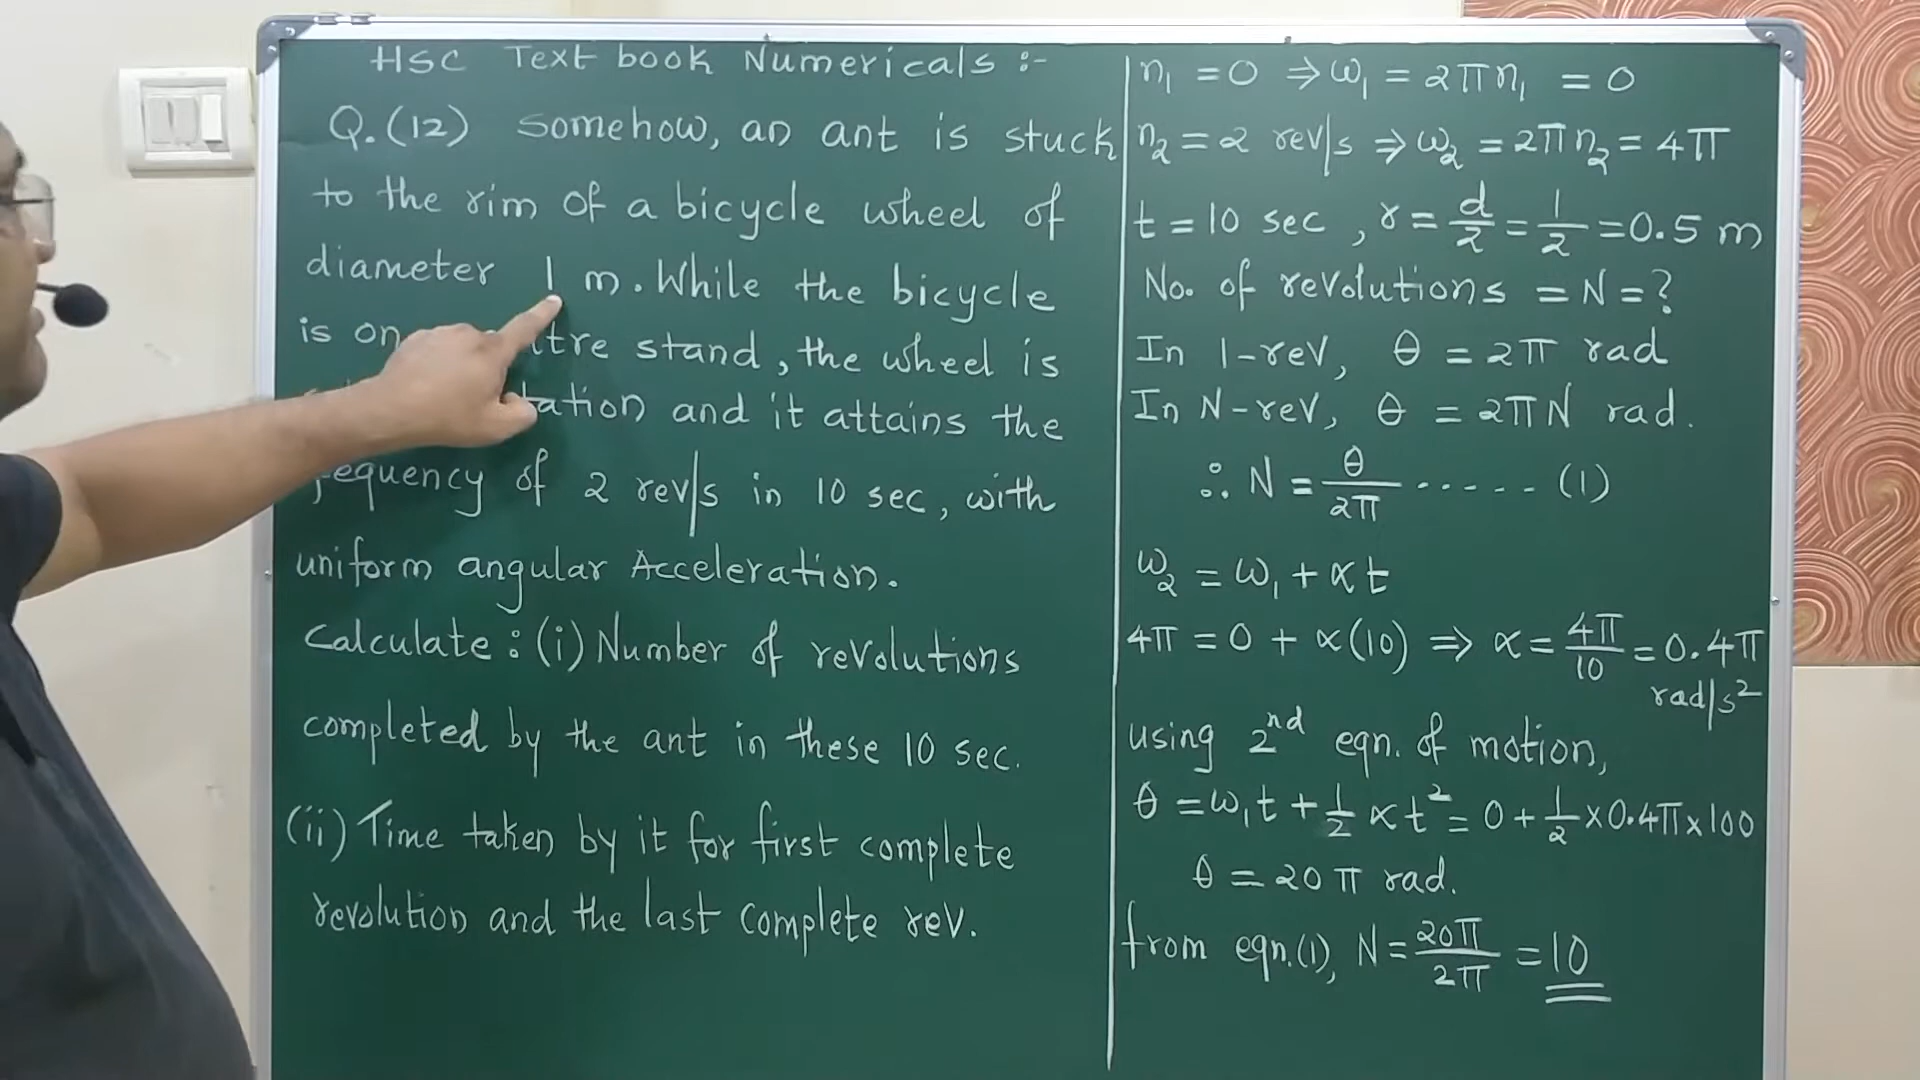 HSC Text book Numericals :-
Q.(12) Somehow, an ant is stuck
to the rim of a bicycle wheel of
diameter 1 m. While the bicycle
is on stand, the wheel is
and it attains the
fequency of 2 rev/s in 10 sec, with
uniform angular Acceleration.
Calculate : (i) Number of revolutions
completed by the ant in these 10 sec.
(ii) Time taken by it for first complete
revolution and the last complete rev.
n₁ = 0 ⇒ ω₁ = 2πn₁ = 0
n₂ = 2 rev/s ⇒ ω₂ = 2πn₂ = 4π
t = 10 sec , r = d/2 = 1/2 = 0.5 m
No. of revolutions = N = ?
In 1-rev, θ = 2π rad
In N-rev, θ = 2πN rad.
∴ N = θ/2π ----- (1)
ω₂ = ω₁ + αt
4π = 0 + α(10) ⇒ α = 4π/10 = 0.4π
rad/s²
using 2nd eqn. of motion,
θ = ω₁t + 1/2 αt² = 0 + 1/2 × 0.4π × 100
θ = 20π rad.
from eqn.(1), N = 20π/2π = 10